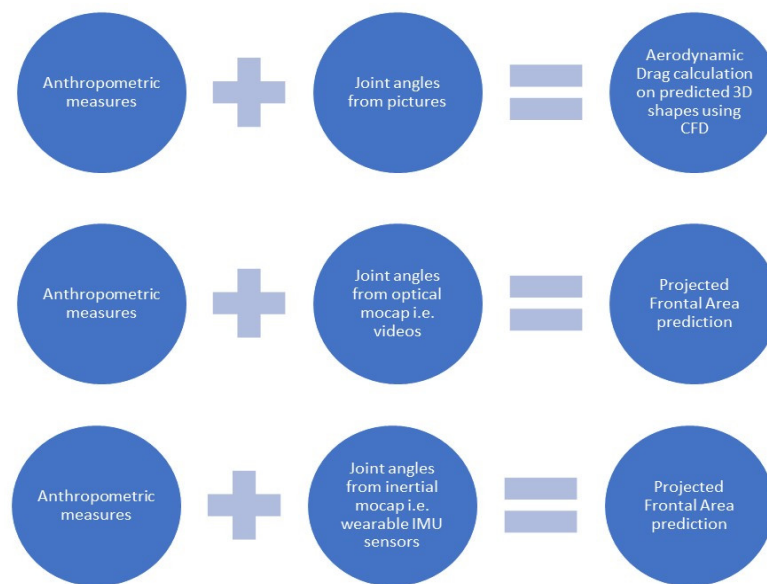 Anthropometric
measures
Joint angles
from pictures
Aerodynamic
Drag calculation
on predicted 3D
shapes using
CFD
Anthropometric
measures
Joint angles
from optical
mocap i.e.
videos
Projected
Frontal Area
prediction
Anthropometric
measures
Joint angles
from inertial
mocap i.e.
wearable IMU
sensors
Projected
Frontal Area
prediction